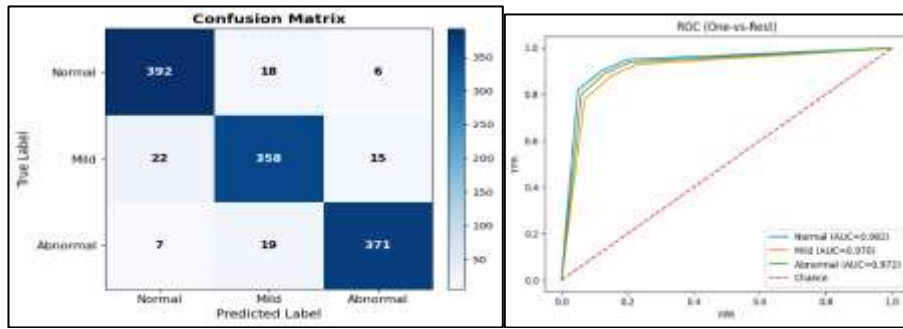 Confusion Matrix
True Label
Normal
Mild
Abnormal
392 18 6
22 358 15
7 19 371
Normal Mild Abnormal
Predicted Label
350
300
250
200
150
100
50
ROC (One-vs-Rest)
TPR
1.0
0.8
0.6
0.4
0.2
0.0
0.0 0.2 0.4 0.6 0.8 1.0
FPR
Normal (AUC=0.982)
Mild (AUC=0.970)
Abnormal (AUC=0.972)
Chance